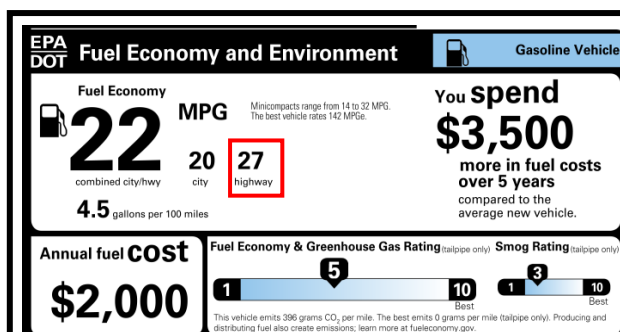 EPA
DOT
Fuel Economy and Environment
Gasoline Vehicle
Fuel Economy
22
MPG
Minicompacts range from 14 to 32 MPG.
The best vehicle rates 142 MPGe.
20
27
combined city/hwy
city
highway
4.5 gallons per 100 miles
You spend
$3,500
more in fuel costs
over 5 years
compared to the
average new vehicle.
Annual fuel cost
$2,000
Fuel Economy & Greenhouse Gas Rating (tailpipe only)
5
1
10
Best
This vehicle emits 396 grams CO₂ per mile. The best emits 0 grams per mile (tailpipe only). Producing and
distributing fuel also create emissions; learn more at fueleconomy.gov.
Smog Rating (tailpipe only)
3
1
10
Best